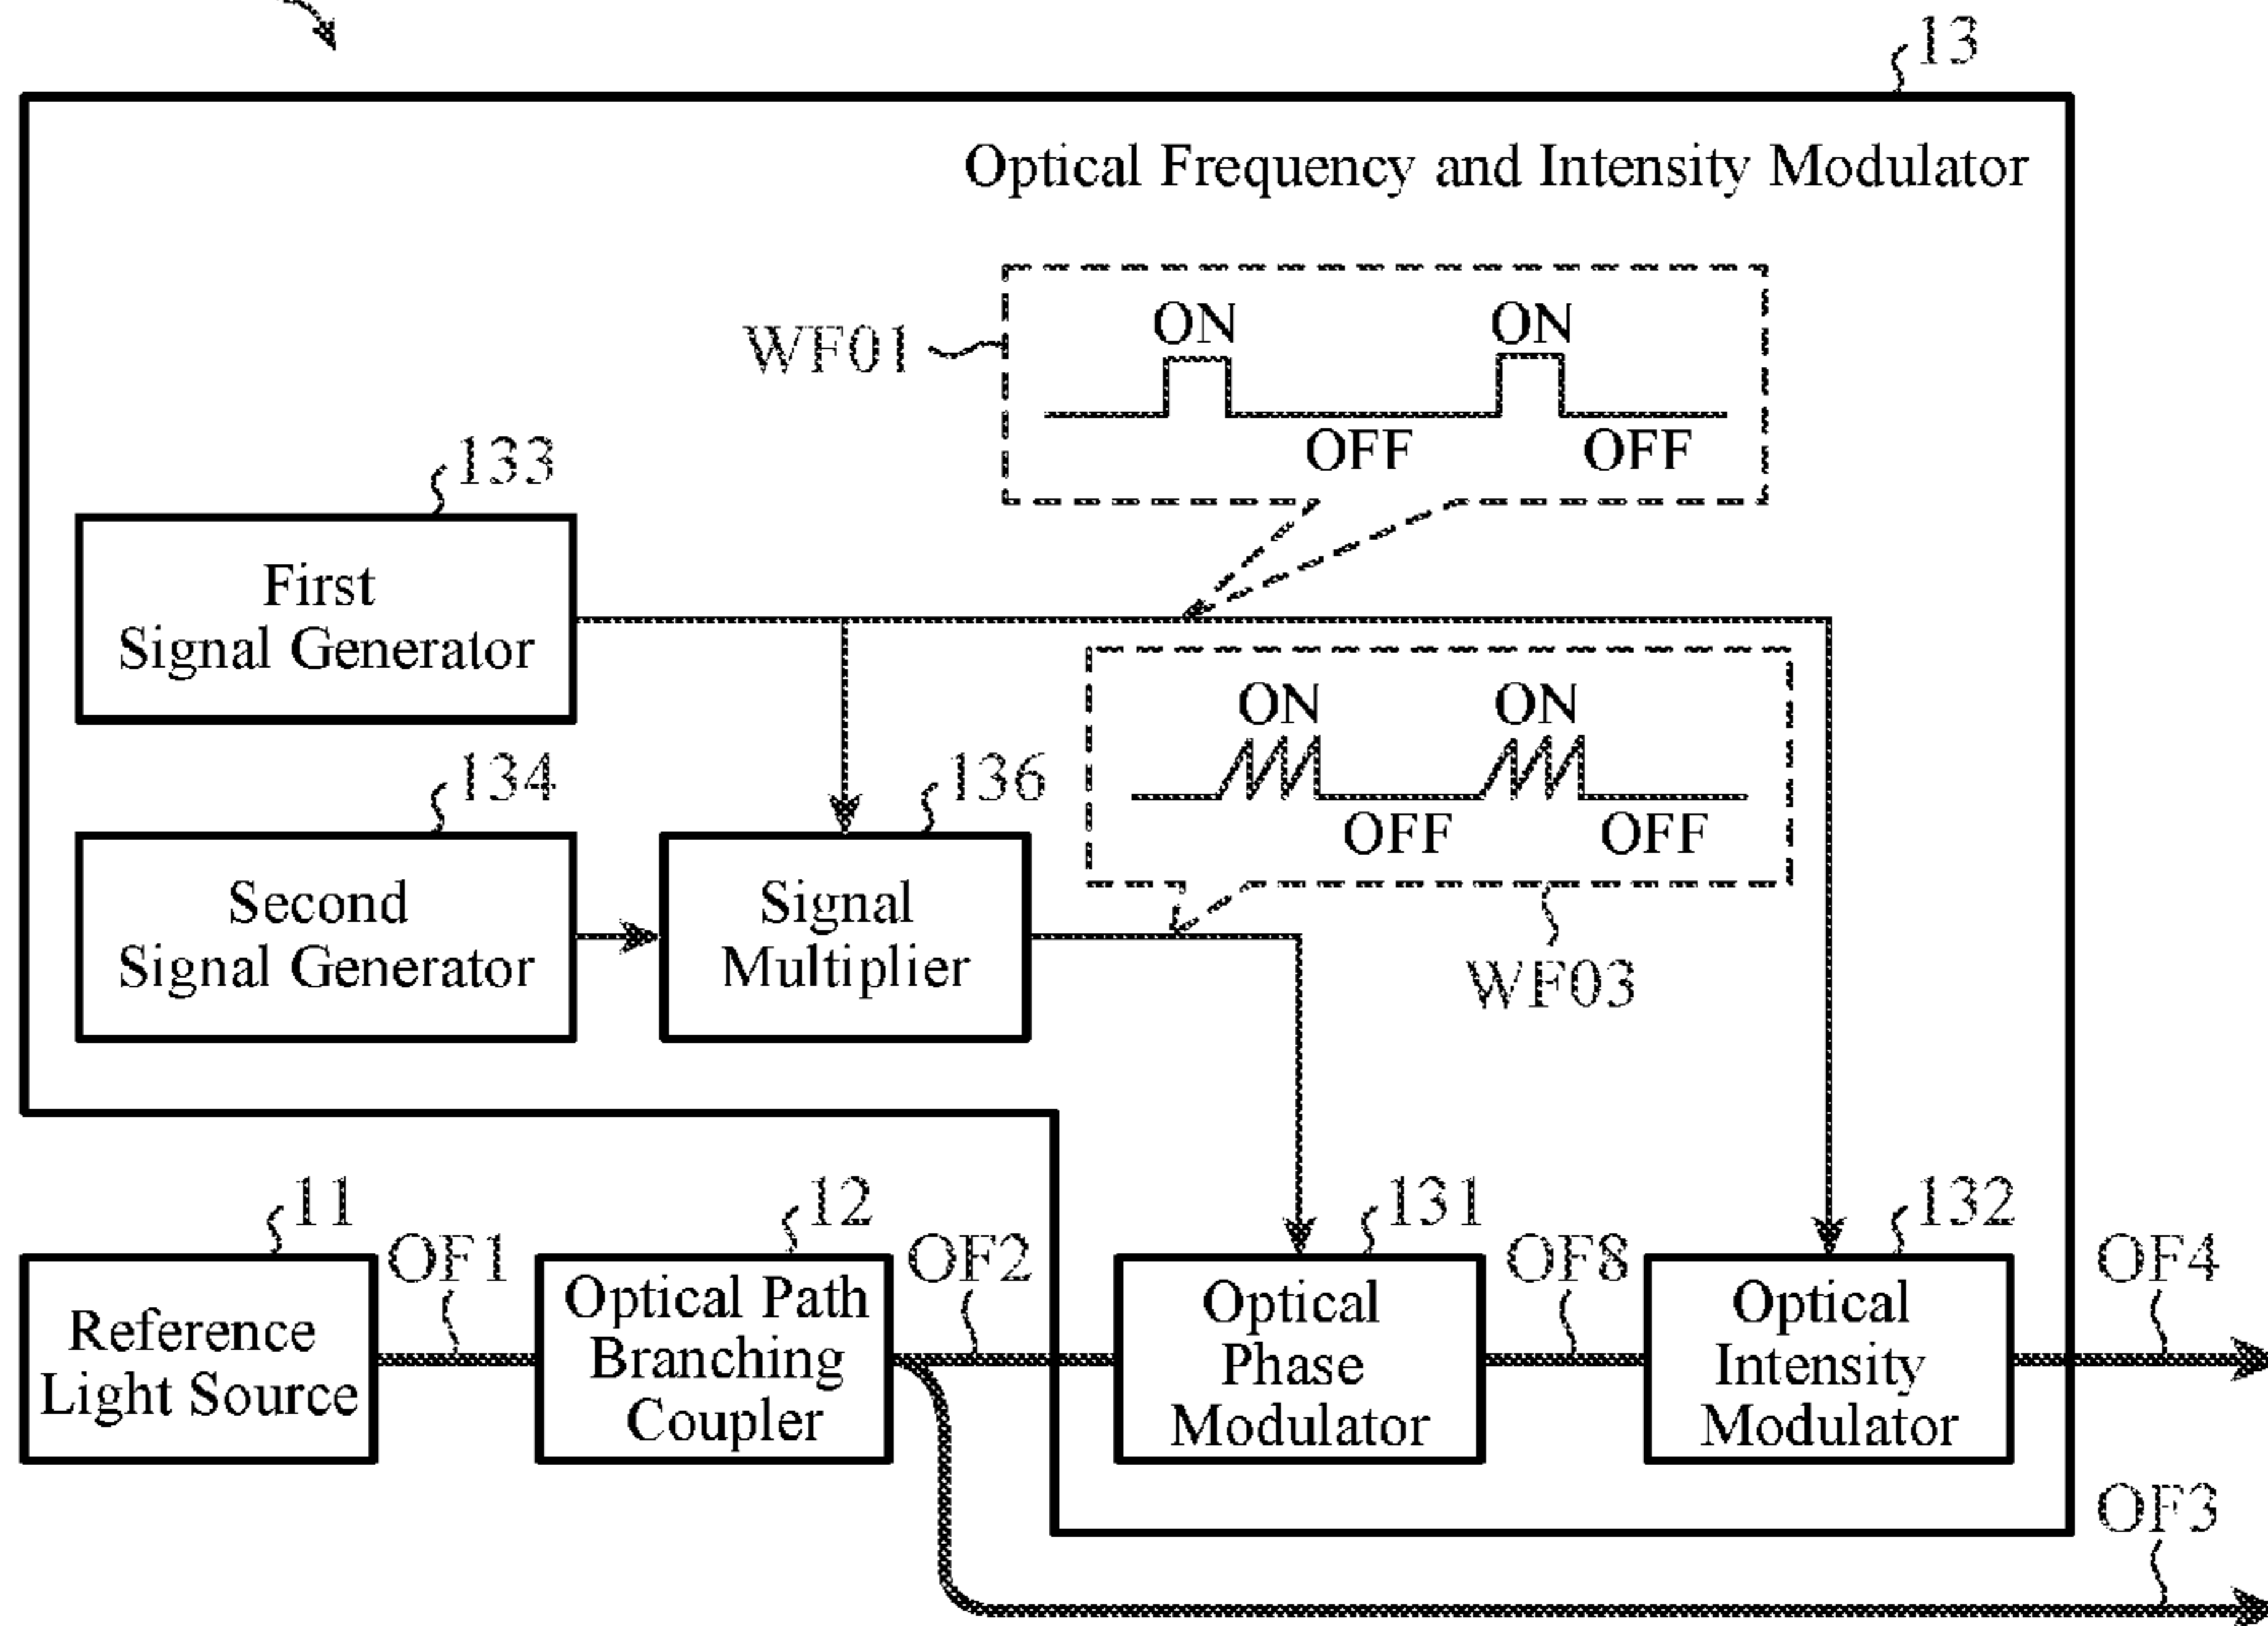 13
Optical Frequency and Intensity Modulator
WF01
ON
ON
OFF
OFF
133
First
Signal Generator
ON
ON
OFF
OFF
WF03
134
Second
Signal Generator
136
Signal
Multiplier
11
Reference
Light Source
OF1
12
Optical Path
Branching
Coupler
OF2
131
Optical
Phase
Modulator
OF8
132
Optical
Intensity
Modulator
OF4
OF3